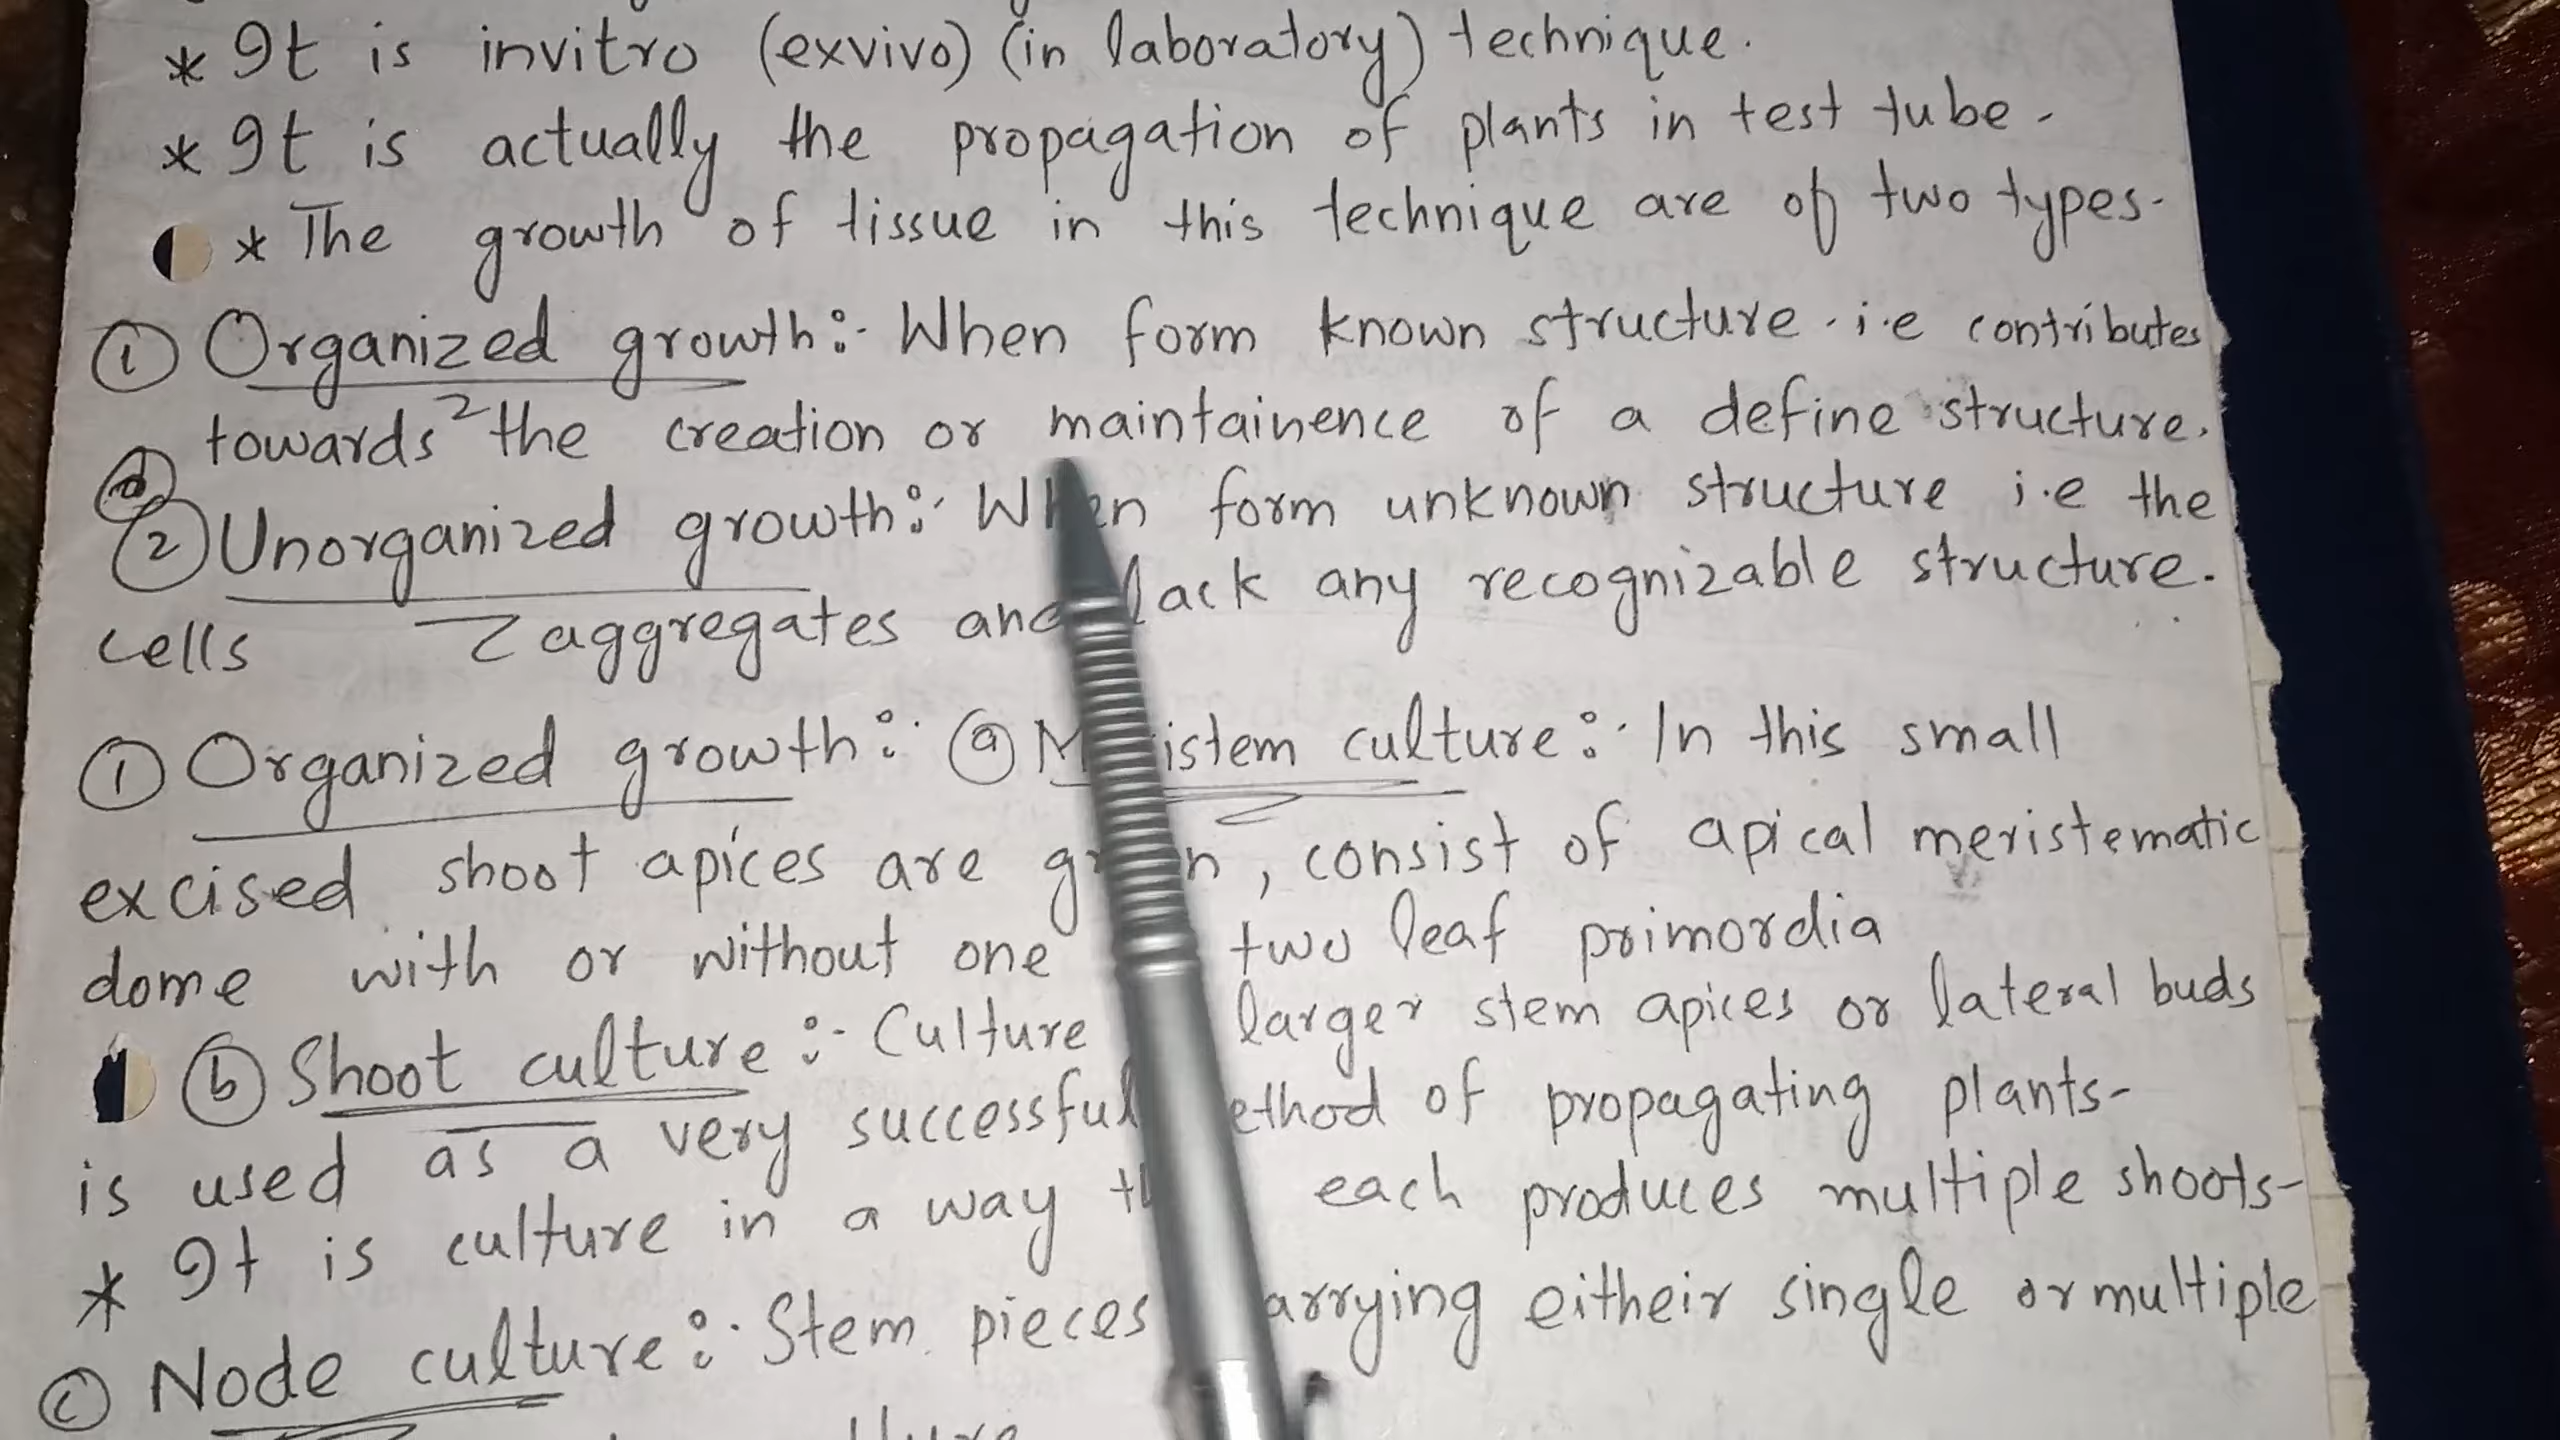 * It is invitro (exvivo) (in laboratory) technique.
* It is actually the propagation of plants in test tube.
* The growth of tissue in this technique are of two types-
① Organized growth:- When form known structure. i.e contributes
towards the creation or maintainence of a define structure.
② Unorganized growth:- When form unknown structure i.e the
cells aggregates and lack any recognizable structure.
① Organized growth:- ⓐ Meristem culture:- In this small
excised shoot apices are grown, consist of apical meristematic
dome with or without one two leaf primordia
ⓑ Shoot culture:- Culture larger stem apices or lateral buds
is used as a very successful method of propagating plants-
* It is culture in a way each produces multiple shoots-
ⓒ Node culture:- Stem pieces carrying eitheir single or multiple